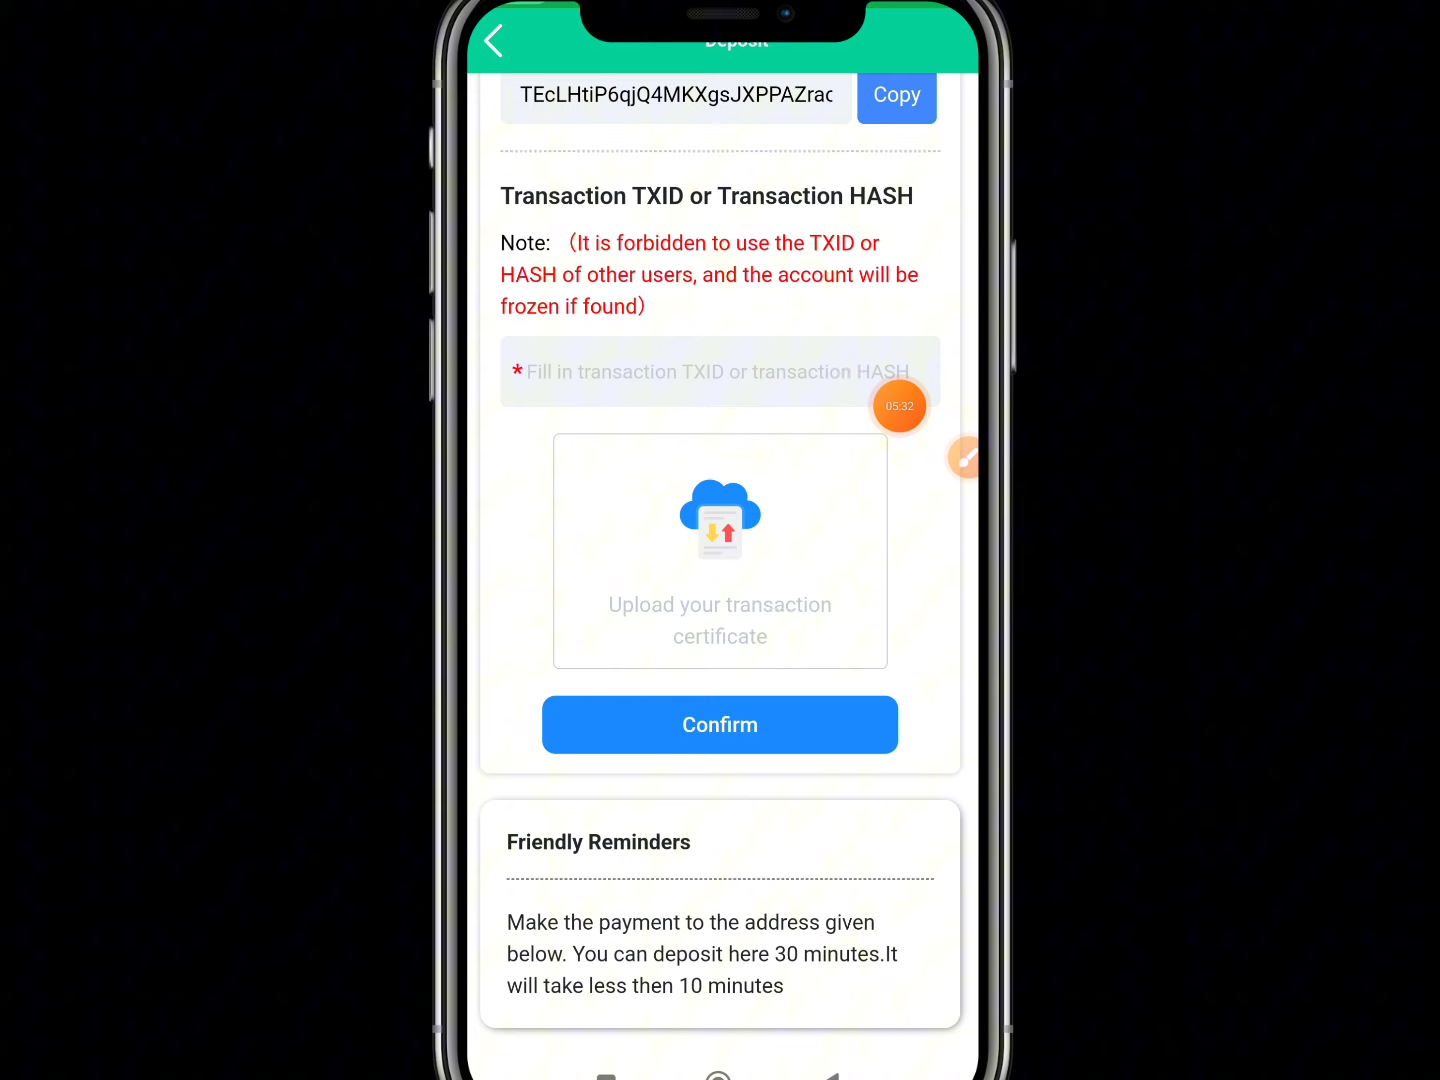 Deposit
TEcLHtiP6qjQ4MKXgsJXPPAZrac
Copy
Transaction TXID or Transaction HASH
Note: （It is forbidden to use the TXID or
HASH of other users, and the account will be
frozen if found）
*Fill in transaction TXID or transaction HASH
05:32
Upload your transaction
certificate
Confirm
Friendly Reminders
Make the payment to the address given
below. You can deposit here 30 minutes.It
will take less then 10 minutes